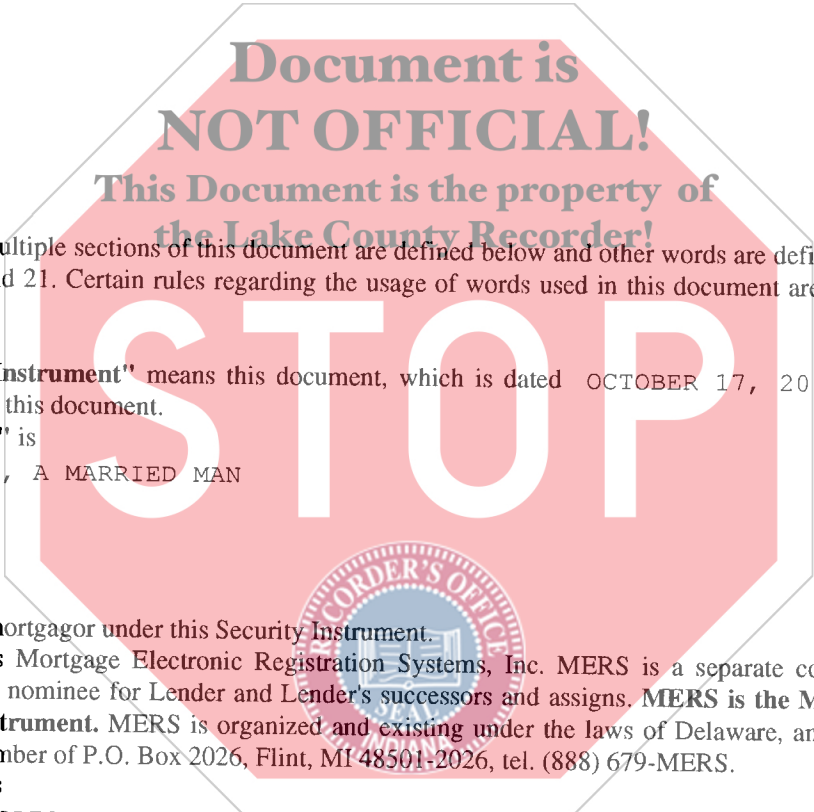 Document is
NOT OFFICIAL!
This Document is the property of
the Lake County Recorder!
ultiple sections of this document are defined below and other words are defi
d 21. Certain rules regarding the usage of words used in this document are
STOP
Instrument" means this document, which is dated OCTOBER 17, 20
this document.
" is
, A MARRIED MAN
RECORDER'S OFFICE
SEAL
INDIANA
ortgagor under this Security Instrument.
s Mortgage Electronic Registration Systems, Inc. MERS is a separate co
nominee for Lender and Lender's successors and assigns. MERS is the M
trument. MERS is organized and existing under the laws of Delaware, an
mber of P.O. Box 2026, Flint, MI 48501-2026, tel. (888) 679-MERS.
s